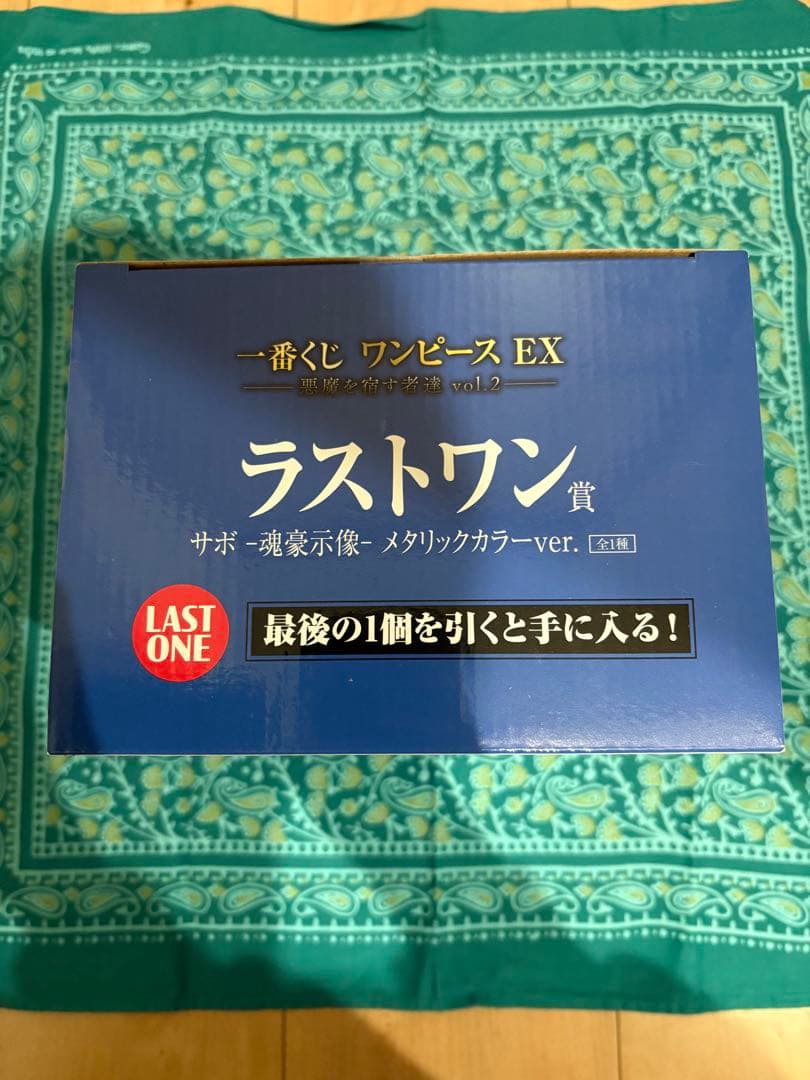 一番くじ ワンピース EX
悪魔を宿す者達 vol.2
ラストワン賞
サボ -魂豪示像- メタリックカラーver. 全1種
LAST
ONE
最後の1個を引くと手に入る!